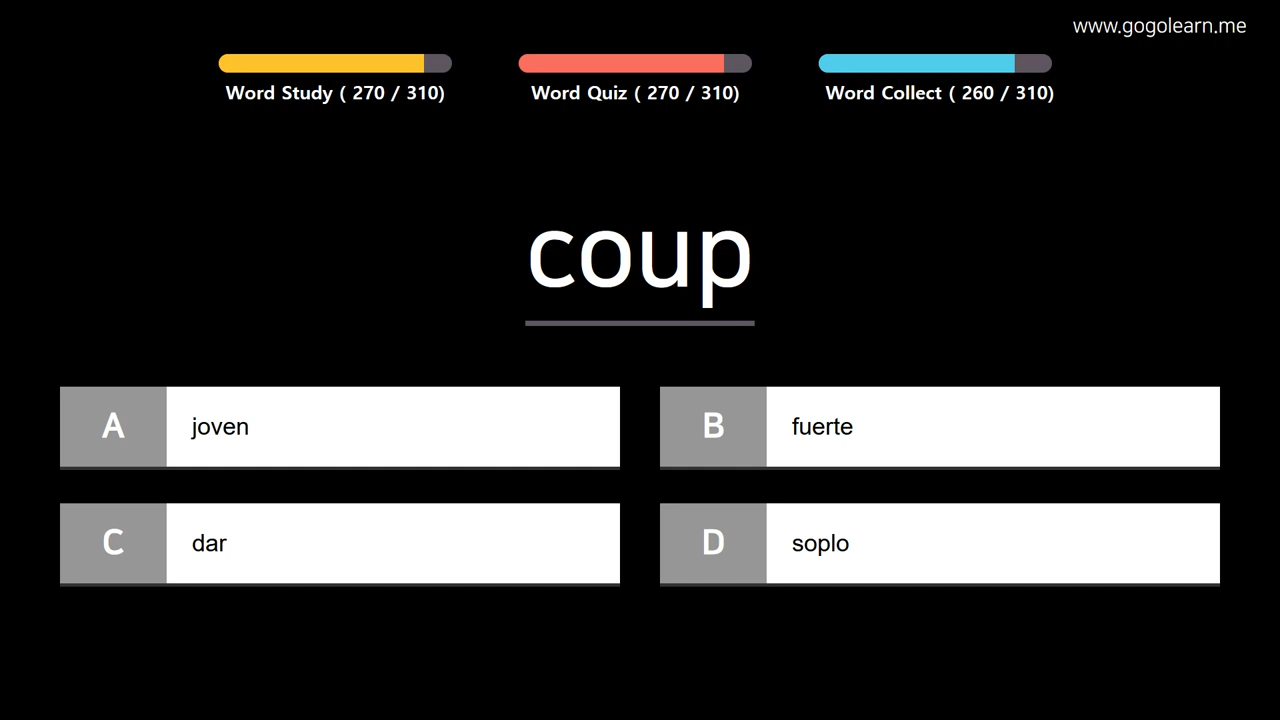 www.gogolearn.me
Word Study ( 270 / 310)
Word Quiz ( 270 / 310)
Word Collect ( 260 / 310)
coup
A joven
B fuerte
C dar
D soplo